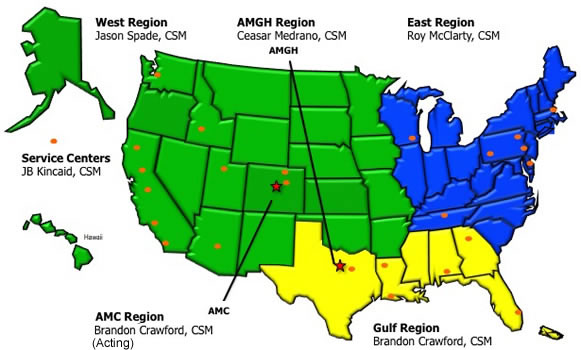 West Region
Jason Spade, CSM
AMGH Region
Ceasar Medrano, CSM
AMGH
East Region
Roy McClarty, CSM
Service Centers
JB Kincaid, CSM
Hawaii
AMC
AMC Region
Brandon Crawford, CSM
(Acting)
Gulf Region
Brandon Crawford, CSM